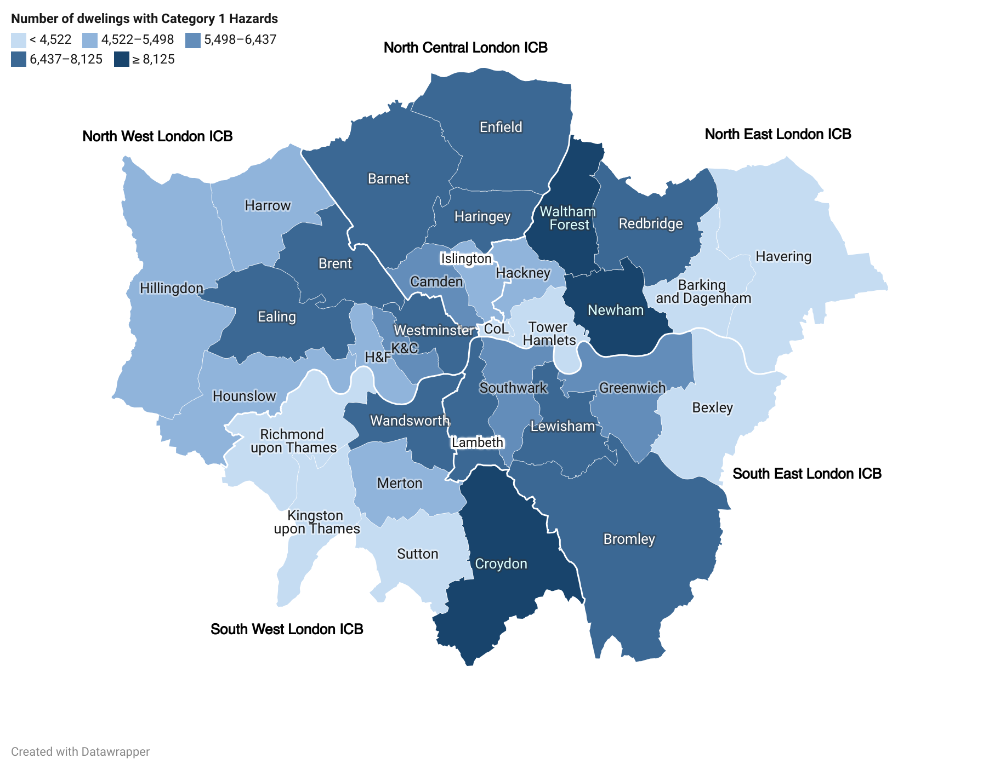 Number of dwelings with Category 1 Hazards
< 4,522 4,522–5,498 5,498–6,437
6,437–8,125 ≥ 8,125
North Central London ICB
North West London ICB
North East London ICB
Enfield
Barnet
Harrow
Haringey
Waltham
Forest
Redbridge
Havering
Brent
Islington
Hackney
Camden
Hillingdon
Barking
and Dagenham
Ealing
Newham
Westminster
CoL
Tower
Hamlets
K&C
H&F
Hounslow
Southwark
Greenwich
Bexley
Wandsworth
Lewisham
Richmond
upon Thames
Lambeth
South East London ICB
Merton
Kingston
upon Thames
Bromley
Sutton
Croydon
South West London ICB
Created with Datawrapper